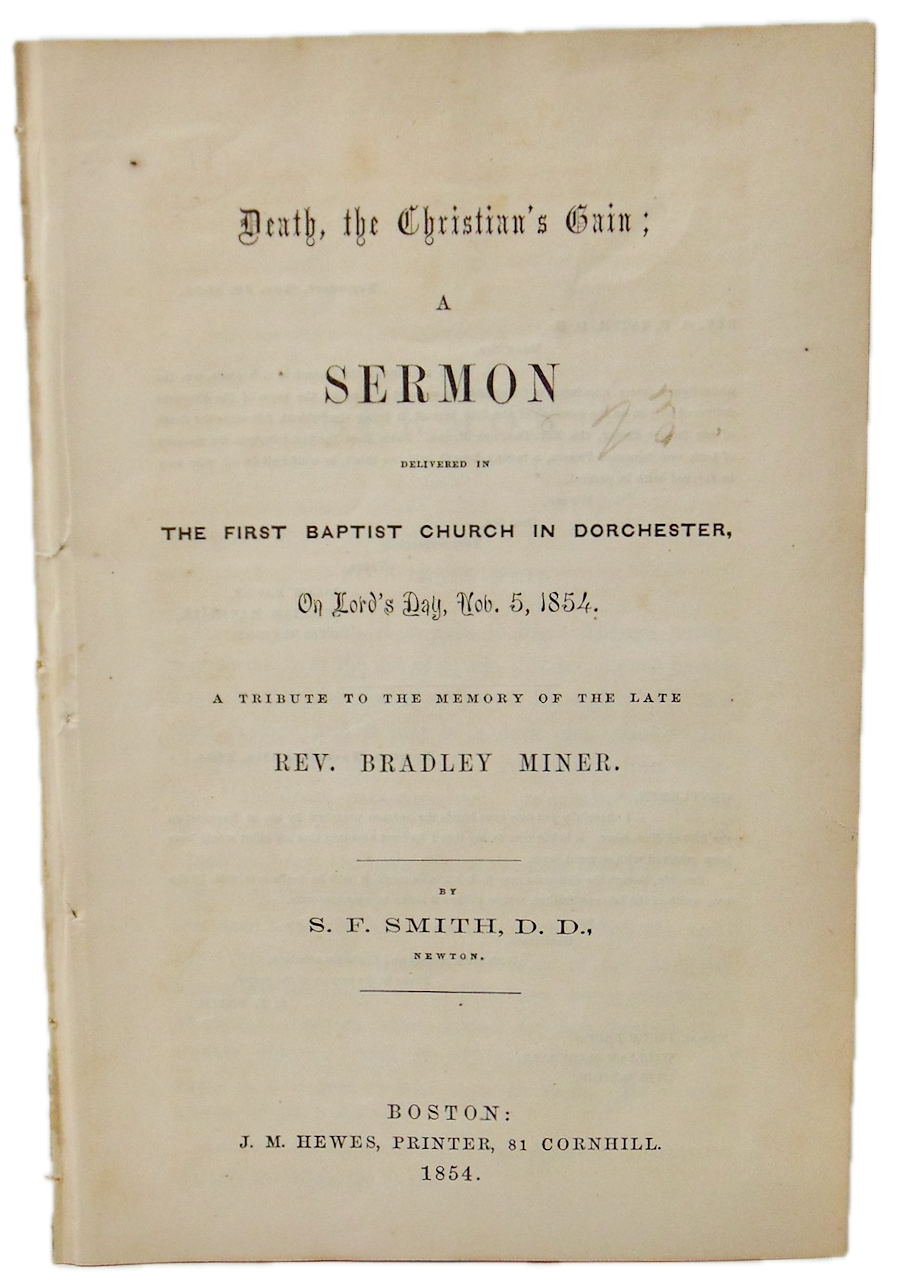 Death, the Christian's Gain;
A
SERMON
23
DELIVERED IN
THE FIRST BAPTIST CHURCH IN DORCHESTER,
On Lord's Day, Nov. 5, 1854.
A TRIBUTE TO THE MEMORY OF THE LATE
REV. BRADLEY MINER.
BY
S. F. SMITH, D. D.,
NEWTON.
BOSTON:
J. M. HEWES, PRINTER, 81 CORNHILL.
1854.